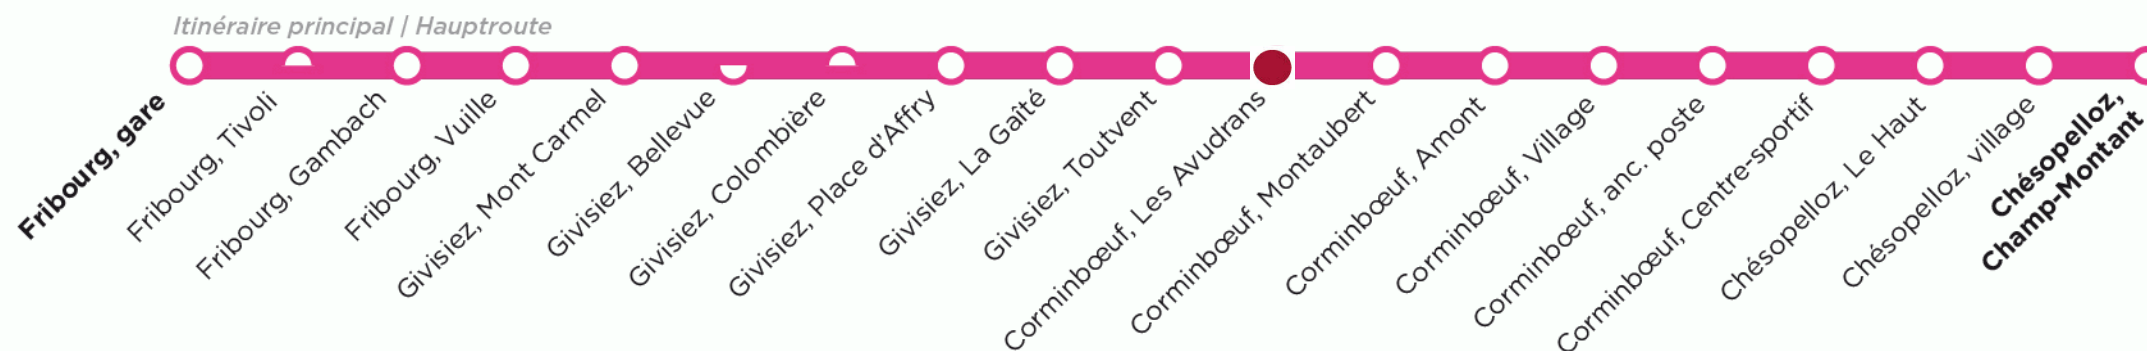 Itinéraire principal | Hauptroute
Fribourg, gare
Fribourg, Tivoli
Fribourg, Gambach
Fribourg, Vuille
Givisiez, Mont Carmel
Givisiez, Bellevue
Givisiez, Colombière
Givisiez, Place d'Affry
Givisiez, La Gaîté
Givisiez, Toutvent
Corminbœuf, Les Avudrans
Corminbœuf, Montaubert
Corminbœuf, Amont
Corminbœuf, Village
Corminbœuf, anc. poste
Corminbœuf, Centre-sportif
Chésopelloz, Le Haut
Chésopelloz, village
Chésopelloz,
Champ-Montant